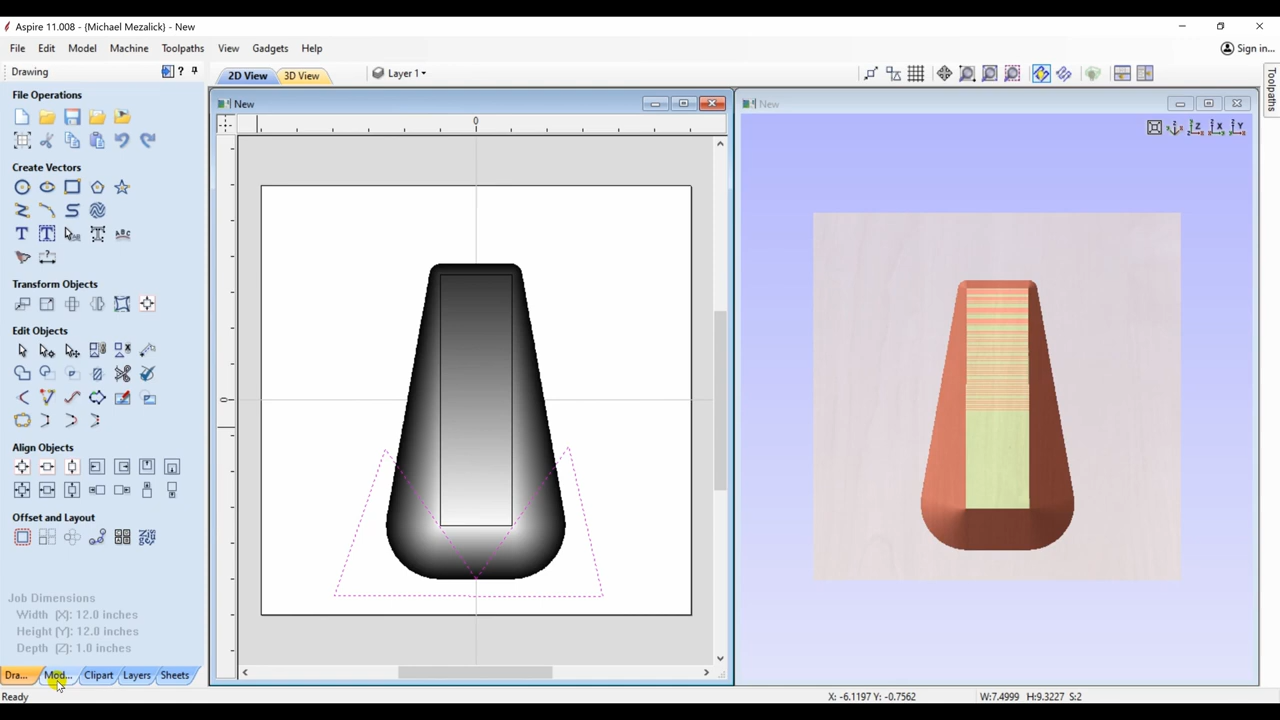 Aspire 11.008 - {Michael Mezalick} - New
File Edit Model Machine Toolpaths View Gadgets Help
Sign in...
Drawing ?
2D View 3D View Layer 1
Toolpaths
File Operations
New
New
0
Z X Y
Create Vectors
T T ABC
ABC
?
Transform Objects
Edit Objects
0
Align Objects
Offset and Layout
Job Dimensions
Width (X): 12.0 inches
Height (Y): 12.0 inches
Depth (Z): 1.0 inches
Dra... Mod... Clipart Layers Sheets
Ready
X: -6.1197 Y: -0.7562
W:7.4999 H:9.3227 S:2